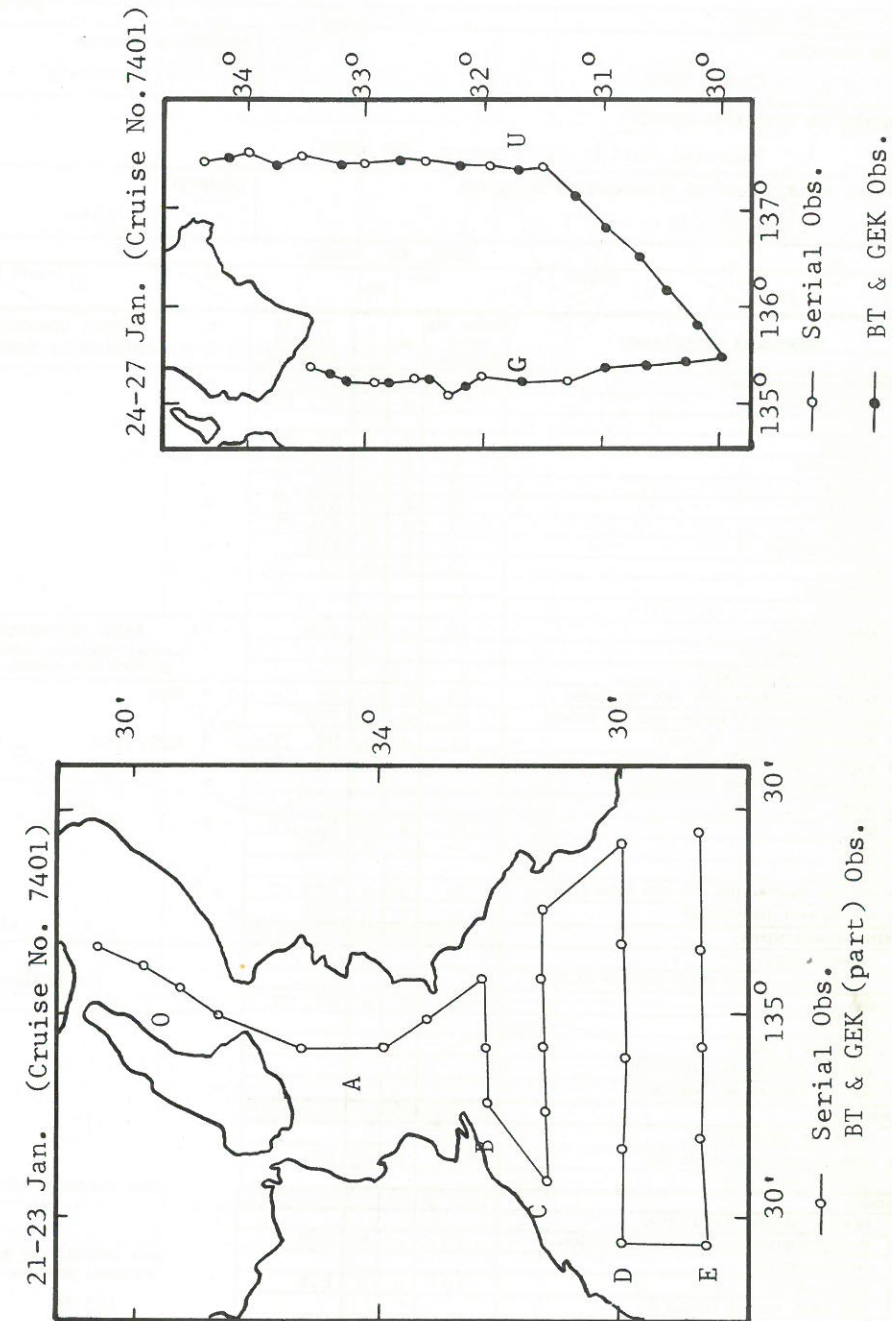 21-23 Jan. (Cruise No. 7401)
30'
34°
30'
O
A
B
C
D
E
30'
135°
30'
Serial Obs.
BT & GEK (part) Obs.
24-27 Jan. (Cruise No.7401)
34°
33°
32°
31°
30°
G
U
135°
136°
137°
Serial Obs.
BT & GEK Obs.